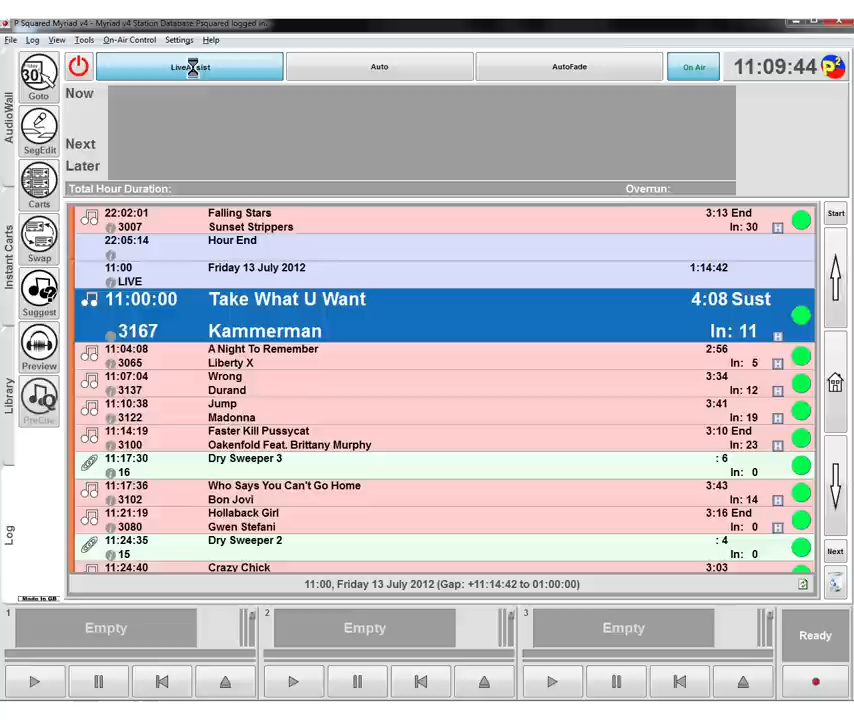 P Squared Myriad v4 - Myriad v4 Station Database Psquared logged in.
File Log View Tools On-Air Control Settings Help
30 Goto
LiveAssist Auto AutoFade On Air 11:09:44
AudioWall
Instant Carts
Library
Log
SegEdit
Carts
Swap
Suggest
Preview
PreCue
Now
Next
Later
Total Hour Duration: Overrun:
22:02:01 Falling Stars 3:13 End
3007 Sunset Strippers In: 30
22:05:14 Hour End
11:00 Friday 13 July 2012 1:14:42
LIVE
11:00:00 Take What U Want 4:08 Sust
3167 Kammerman In: 11
11:04:08 A Night To Remember 2:56
3065 Liberty X In: 5
11:07:04 Wrong 3:34
3137 Durand In: 12
11:10:38 Jump 3:41
3122 Madonna In: 19
11:14:19 Faster Kill Pussycat 3:10 End
3100 Oakenfold Feat. Brittany Murphy In: 23
11:17:30 Dry Sweeper 3 : 6
16 In: 0
11:17:36 Who Says You Can't Go Home 3:43
3102 Bon Jovi In: 14
11:21:19 Hollaback Girl 3:16 End
3080 Gwen Stefani In: 0
11:24:35 Dry Sweeper 2 : 4
15 In: 0
11:24:40 Crazy Chick 3:03
11:00, Friday 13 July 2012 (Gap: +11:14:42 to 01:00:00)
Start
Next
Made in GB
1 Empty 2 Empty 3 Empty
Ready